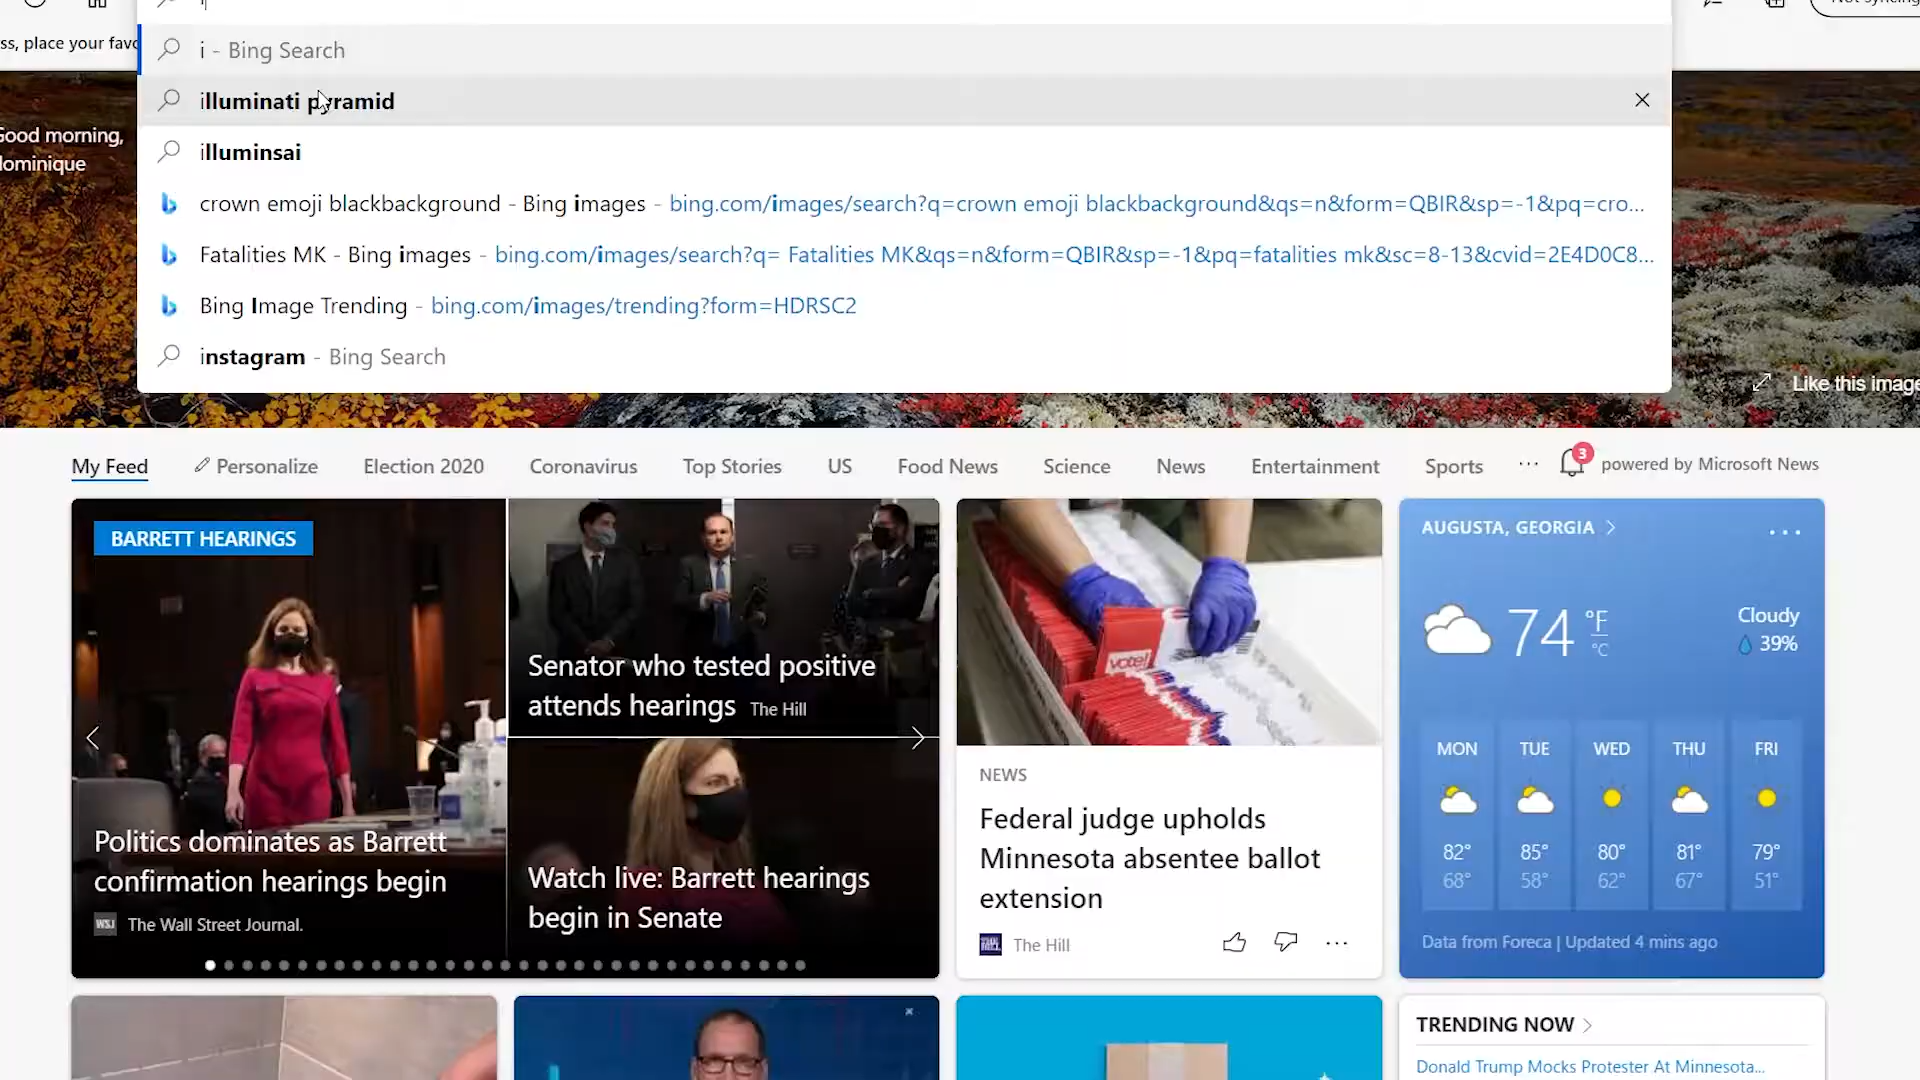 ss, place your favo
i - Bing Search
illuminati pyramid
illuminsai
crown emoji blackbackground - Bing images - bing.com/images/search?q=crown emoji blackbackground&qs=n&form=QBIR&sp=-1&pq=cro...
Fatalities MK - Bing images - bing.com/images/search?q= Fatalities MK&qs=n&form=QBIR&sp=-1&pq=fatalities mk&sc=8-13&cvid=2E4D0C8...
Bing Image Trending - bing.com/images/trending?form=HDRSC2
instagram - Bing Search
Good morning,
dominique
Like this image
My Feed Personalize Election 2020 Coronavirus Top Stories US Food News Science News Entertainment Sports ... 3 powered by Microsoft News
BARRETT HEARINGS
Politics dominates as Barrett
confirmation hearings begin
WSJ The Wall Street Journal.
Senator who tested positive
attends hearings The Hill
Watch live: Barrett hearings
begin in Senate
vote!
NEWS
Federal judge upholds
Minnesota absentee ballot
extension
The Hill
AUGUSTA, GEORGIA
74 °F
°C
Cloudy
39%
MON TUE WED THU FRI
82° 85° 80° 81° 79°
68° 58° 62° 67° 51°
Data from Foreca | Updated 4 mins ago
TRENDING NOW
Donald Trump Mocks Protester At Minnesota...